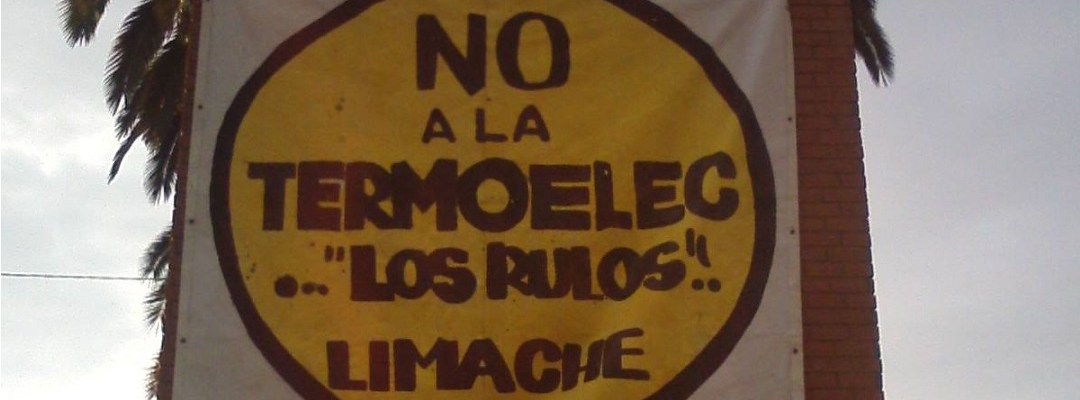 NO
A LA
TERMOELEC
..."LOS RULOS"..
LIMACHE